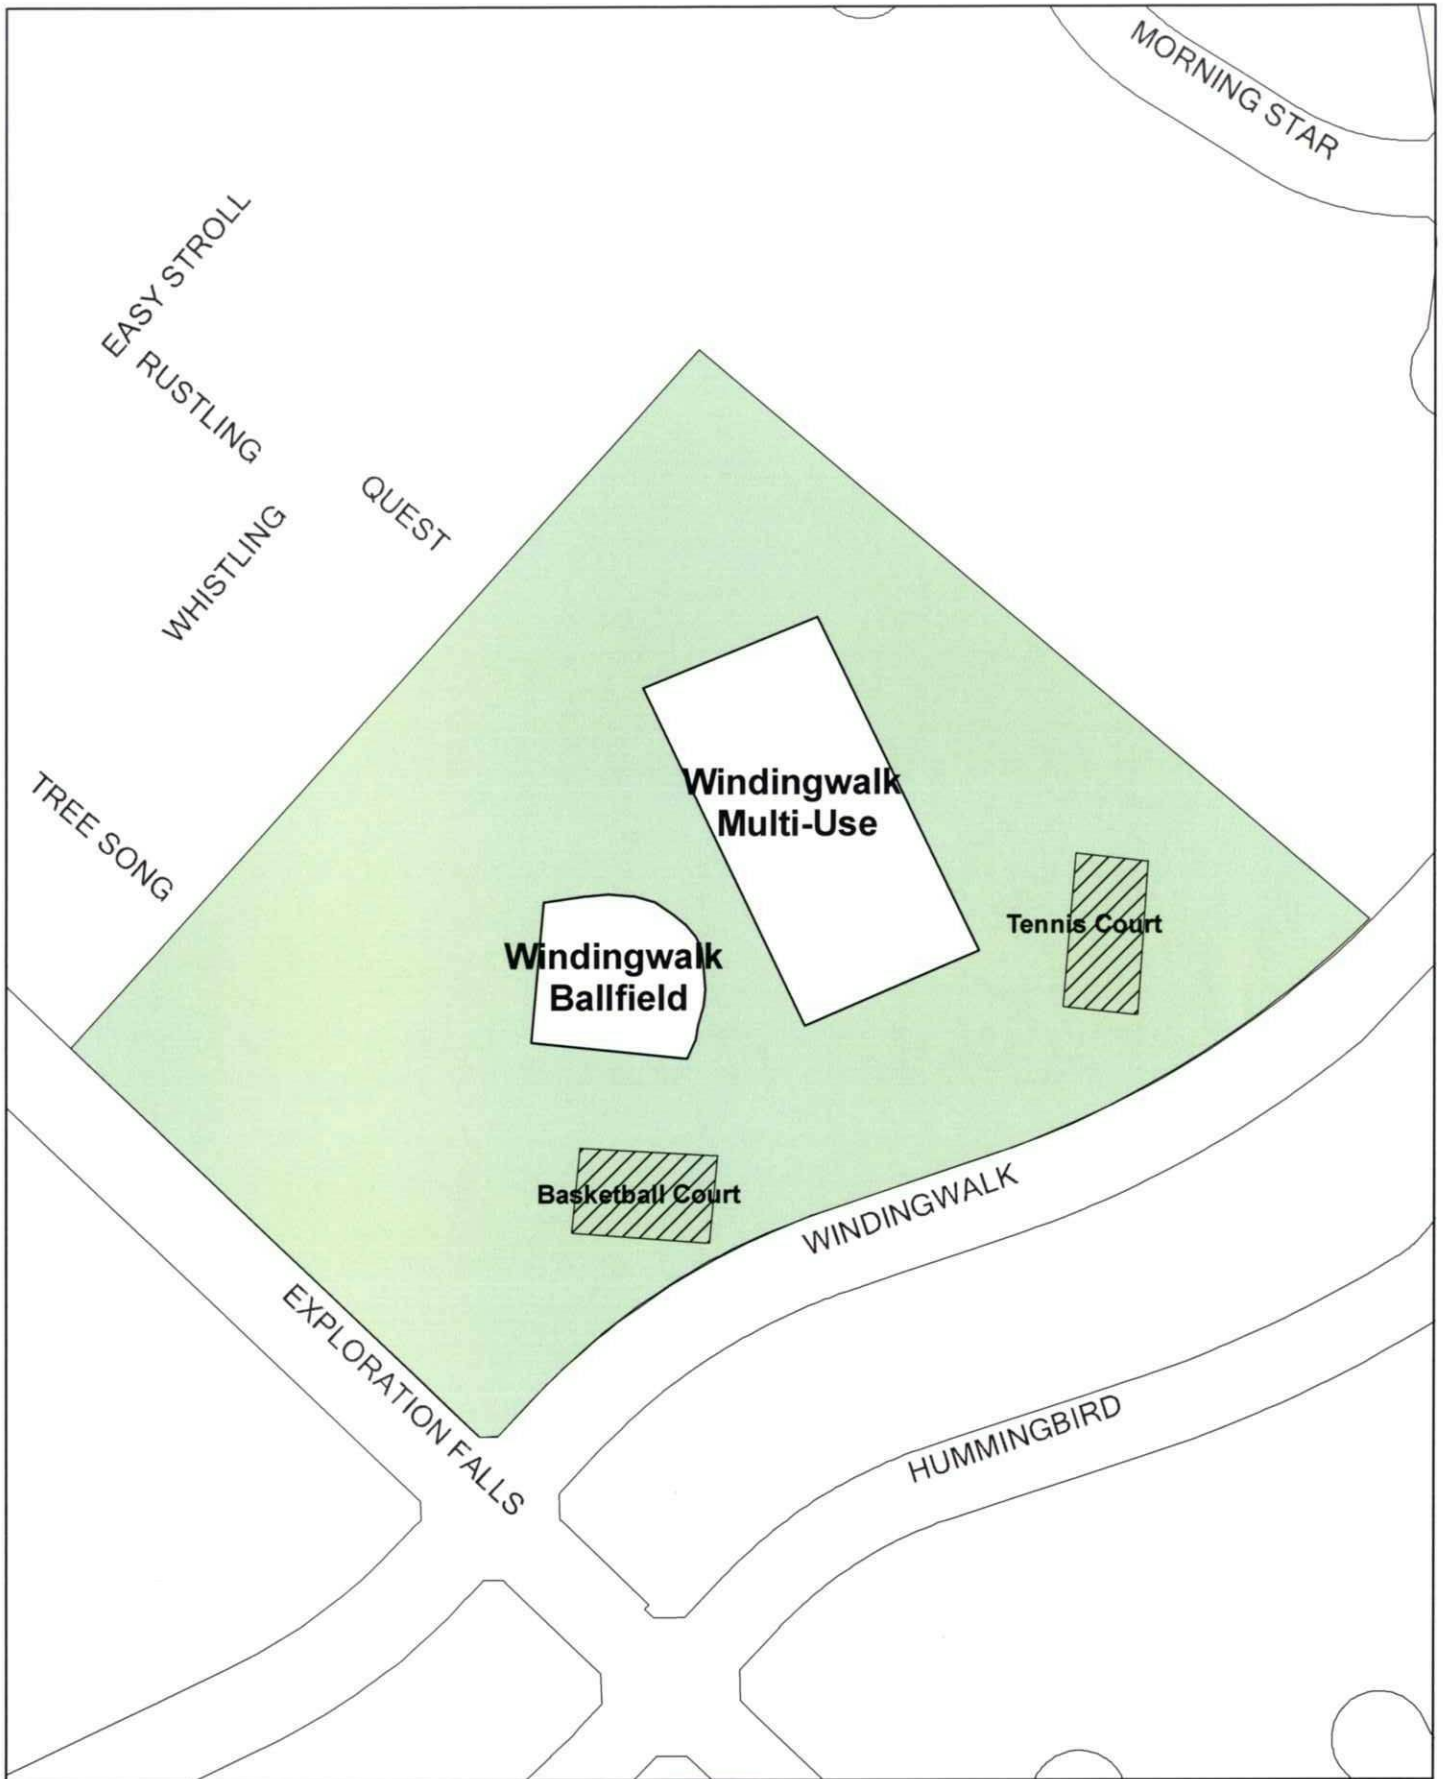 MORNING STAR
EASY STROLL
RUSTLING
QUEST
WHISTLING
Windingwalk
Multi-Use
TREE SONG
Tennis Court
Windingwalk
Ballfield
Basketball Court
WINDINGWALK
EXPLORATION FALLS
HUMMINGBIRD